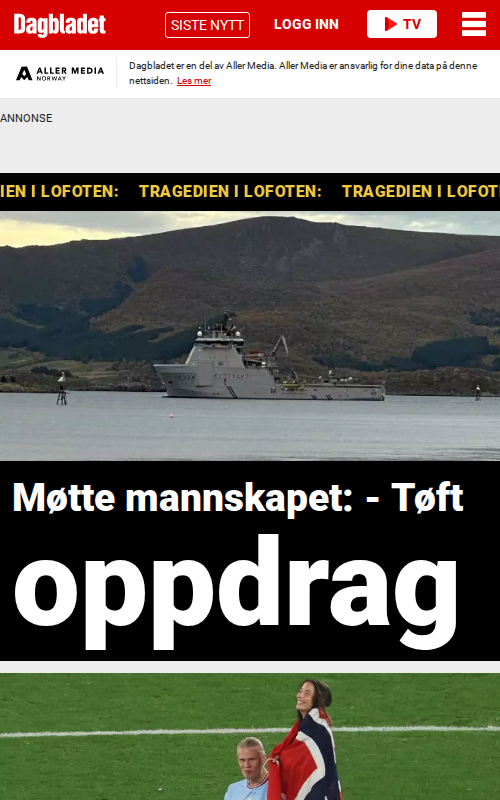 Dagbladet
SISTE NYTT
LOGG INN
TV
ALLER MEDIA
NORWAY
Dagbladet er en del av Aller Media. Aller Media er ansvarlig for dine data på denne
nettsiden. Les mer
ANNONSE
IEN I LOFOTEN: TRAGEDIEN I LOFOTEN: TRAGEDIEN I LOFOT
KYSTVAKT
Møtte mannskapet: - Tøft
oppdrag